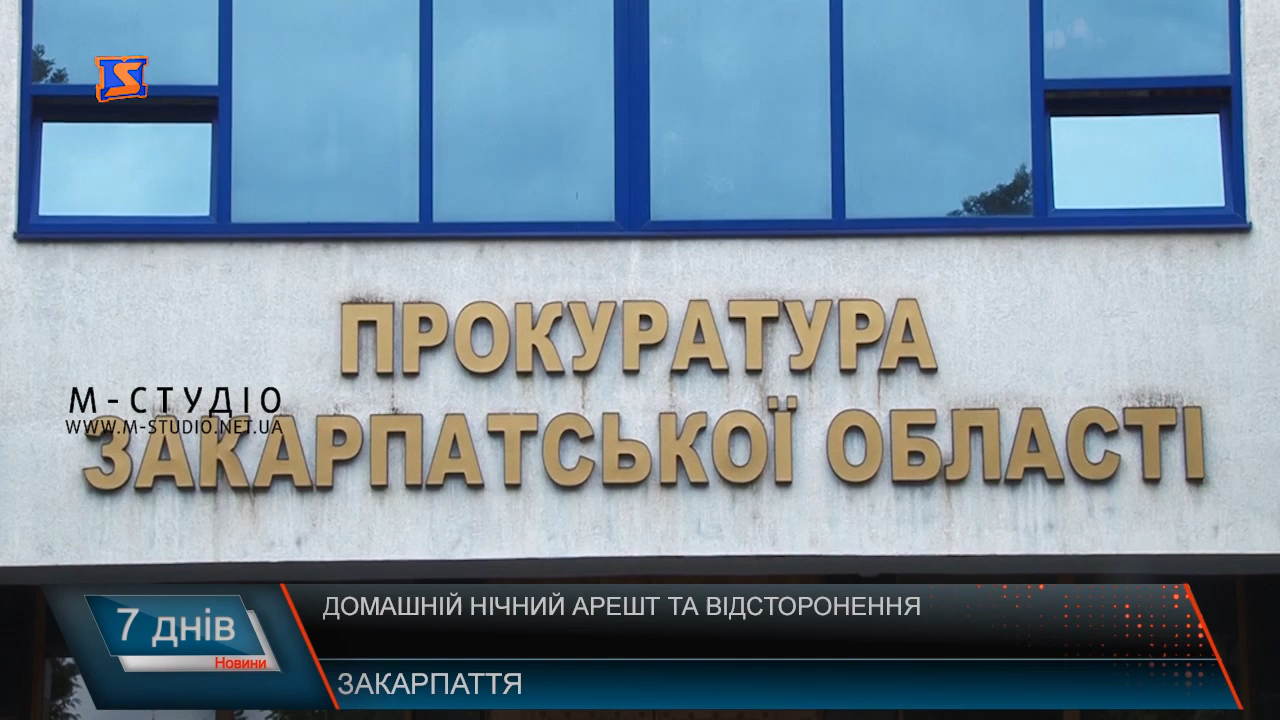 ПРОКУРАТУРА
М-СТУДІО
WWW.M-STUDIO.NET.UA
ЗАКАРПАТСЬКОЇ ОБЛАСТІ
7 днів
Новини
ДОМАШНІЙ НІЧНИЙ АРЕШТ ТА ВІДСТОРОНЕННЯ
ЗАКАРПАТТЯ